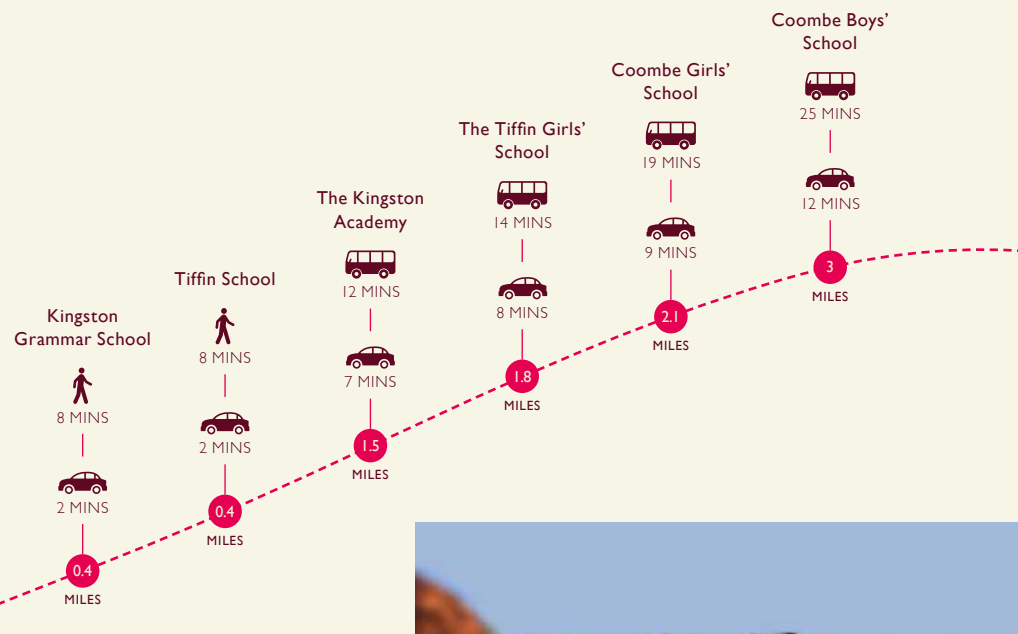 Kingston
Grammar School
8 MINS
2 MINS
0.4
MILES
Tiffin School
8 MINS
2 MINS
0.4
MILES
The Kingston
Academy
12 MINS
7 MINS
1.5
MILES
The Tiffin Girls’
School
14 MINS
8 MINS
1.8
MILES
Coombe Girls’
School
19 MINS
9 MINS
2.1
MILES
Coombe Boys’
School
25 MINS
12 MINS
3
MILES